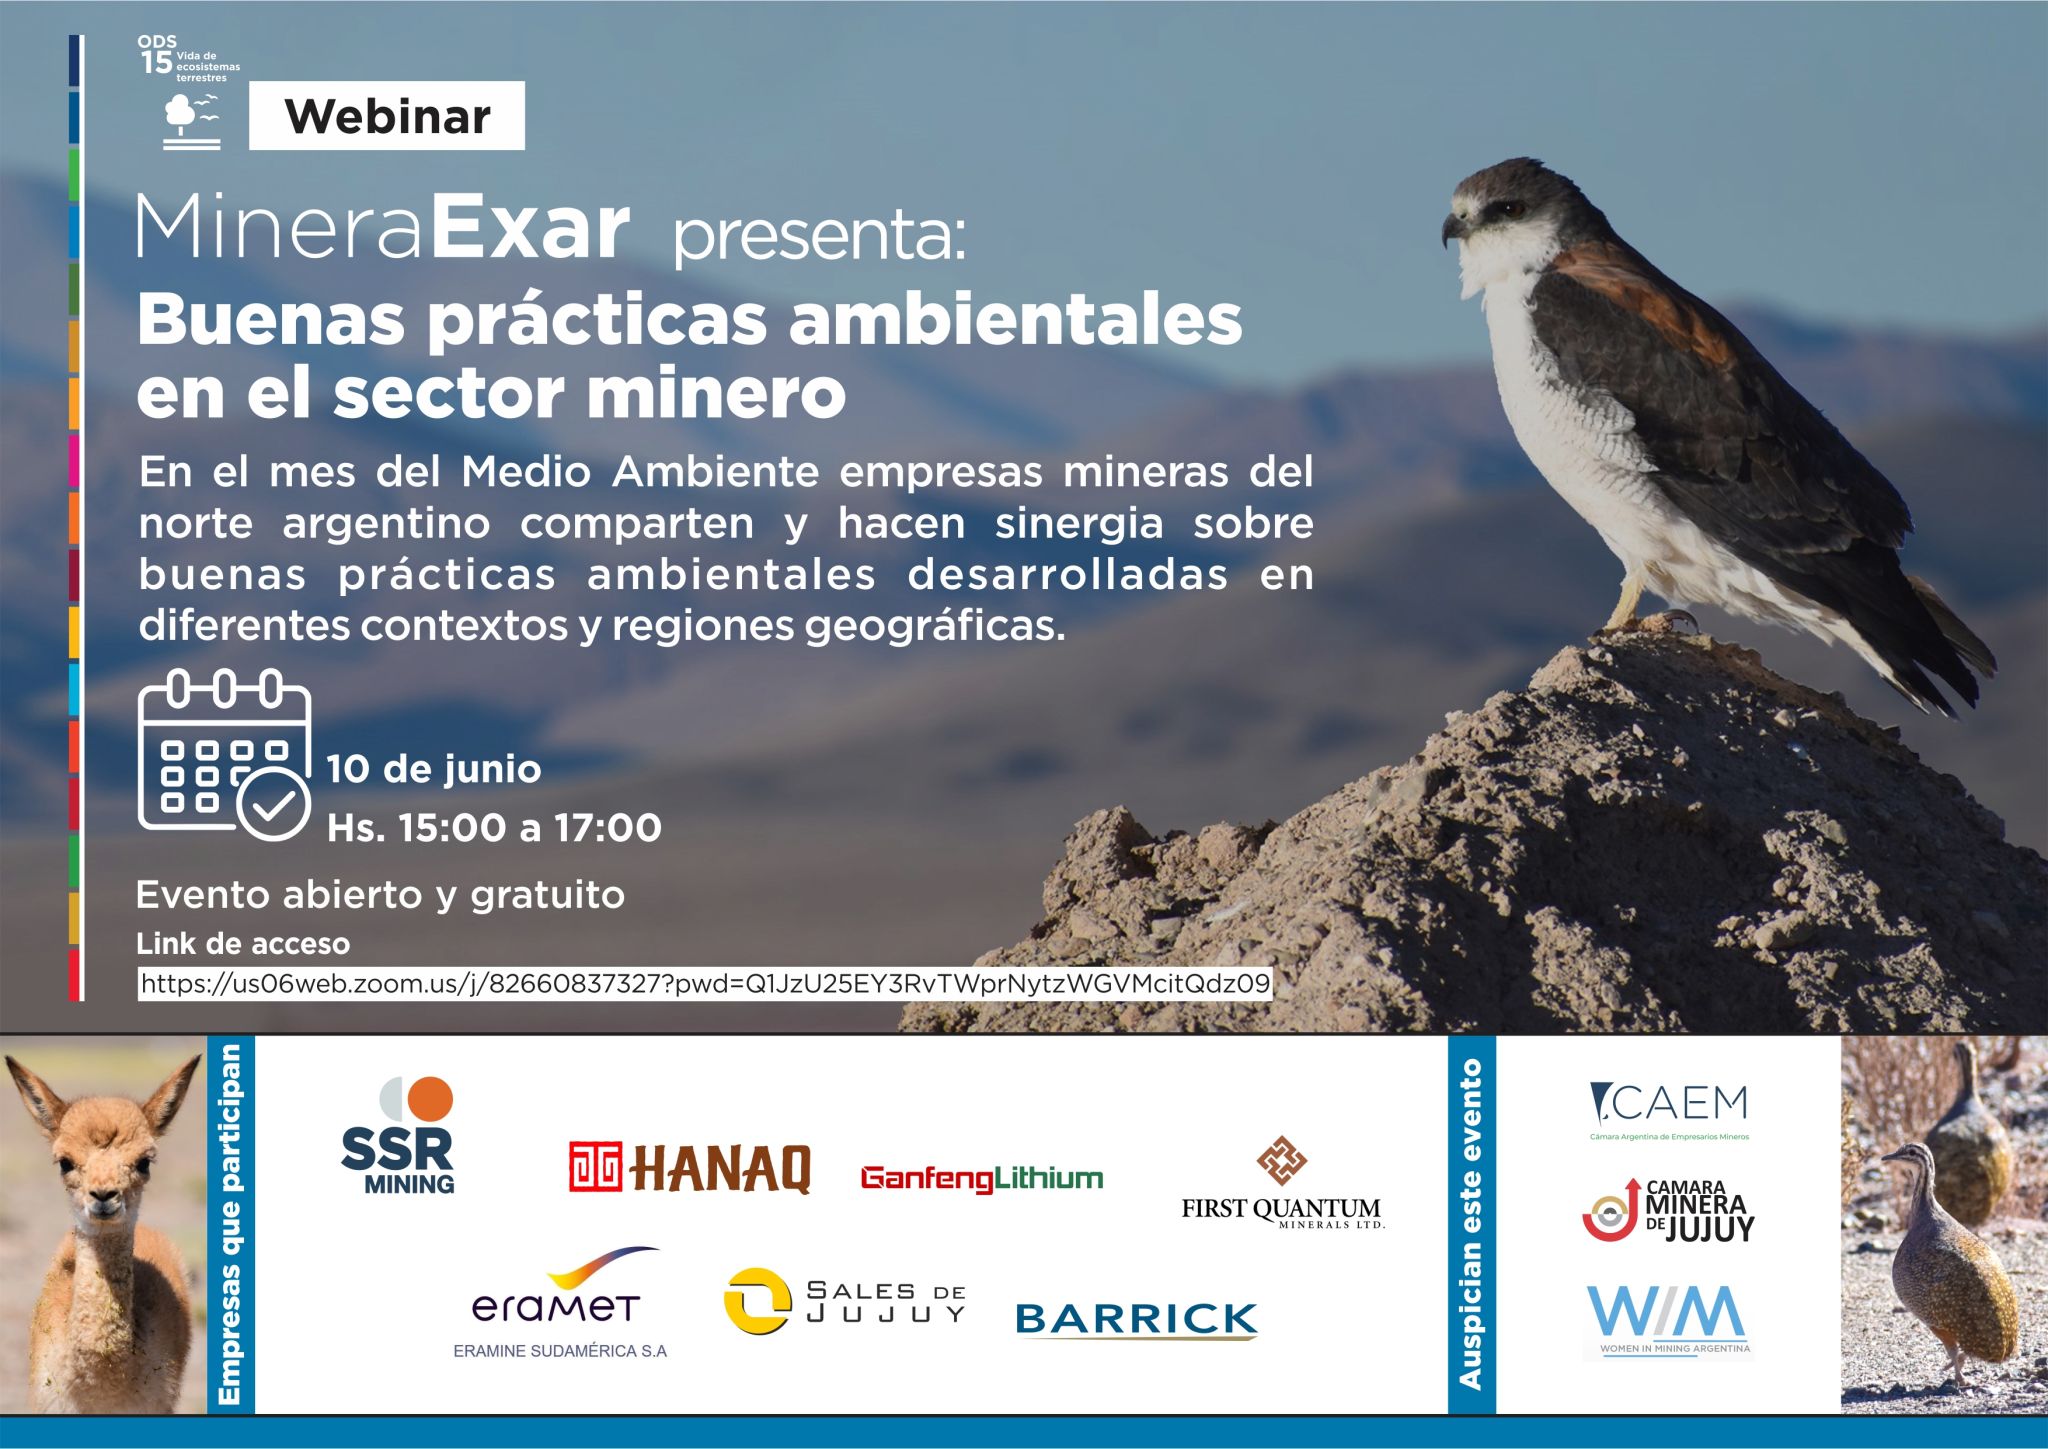 ODS
15 Vida de
ecosistemas
terrestres
Webinar
MineraExar presenta:
Buenas prácticas ambientales
en el sector minero
En el mes del Medio Ambiente empresas mineras del
norte argentino comparten y hacen sinergia sobre
buenas prácticas ambientales desarrolladas en
diferentes contextos y regiones geográficas.
10 de junio
Hs. 15:00 a 17:00
Evento abierto y gratuito
Link de acceso
https://us06web.zoom.us/j/82660837327?pwd=Q1JzU25EY3RvTWprNytzWGVMcitQdz09
Empresas que participan
SSR
MINING
HANAQ
GanfengLithium
FIRST QUANTUM
MINERALS LTD.
eramet
ERAMINE SUDAMÉRICA S.A
SALES DE
JUJUY
BARRICK
Auspician este evento
CAEM
Cámara Argentina de Empresarios Mineros
CAMARA
MINERA
DE JUJUY
WIM
WOMEN IN MINING ARGENTINA